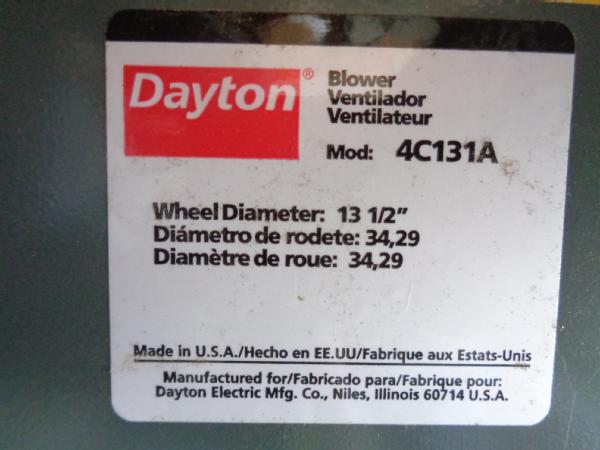 Dayton®
Blower
Ventilador
Ventilateur
Mod: 4C131A
Wheel Diameter: 13 1/2"
Diámetro de rodete: 34,29
Diamètre de roue: 34,29
Made in U.S.A./Hecho en EE.UU/Fabrique aux Estats-Unis
Manufactured for/Fabricado para/Fabrique pour:
Dayton Electric Mfg. Co., Niles, Illinois 60714 U.S.A.